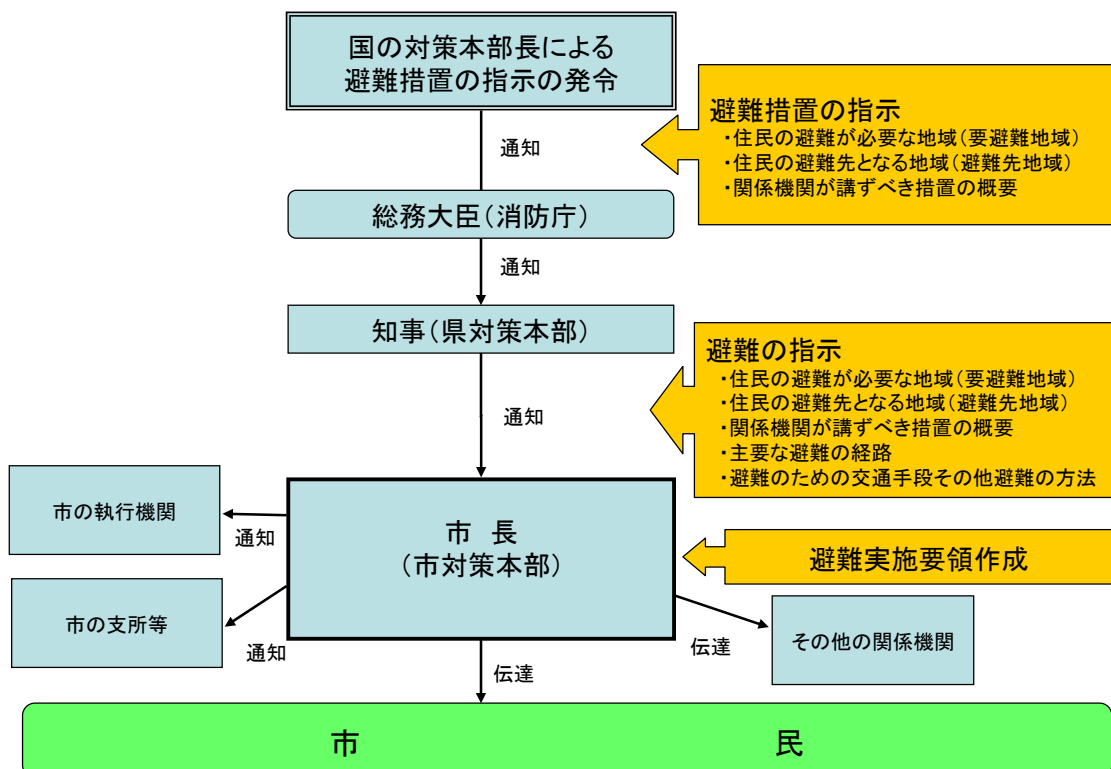 国の対策本部長による
避難措置の指示の発令
避難措置の指示
・住民の避難が必要な地域(要避難地域)
・住民の避難先となる地域(避難先地域)
・関係機関が講ずべき措置の概要
通知
総務大臣(消防庁)
通知
知事(県対策本部)
避難の指示
・住民の避難が必要な地域(要避難地域)
・住民の避難先となる地域(避難先地域)
・関係機関が講ずべき措置の概要
・主要な避難の経路
・避難のための交通手段その他避難の方法
通知
市の執行機関
通知
市 長
(市対策本部)
避難実施要領作成
市の支所等
通知
その他の関係機関
伝達
伝達
市 民